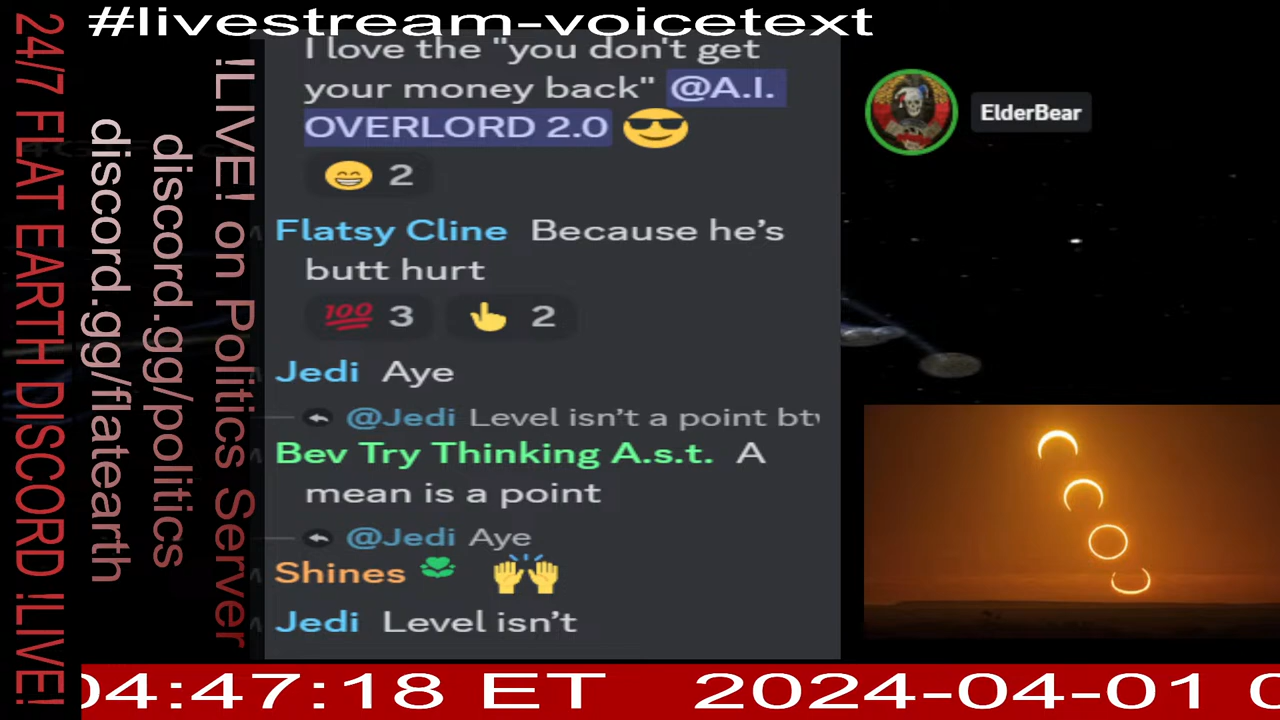 #livestream-voicetext
I love the "you don't get
your money back" @A.I.
OVERLORD 2.0 😎
😁 2
Flatsy Cline Because he's
butt hurt
💯 3 👆 2
Jedi Aye
@Jedi Level isn't a point btw
Bev Try Thinking A.s.t. A
mean is a point
@Jedi Aye
Shines ☘ 🙌
Jedi Level isn't
ElderBear
24/7 FLAT EARTH DISCORD !LIVE!
discord.gg/flatearth
discord.gg/politics
!LIVE! on Politics Server
04:47:18 ET 2024-04-01 0